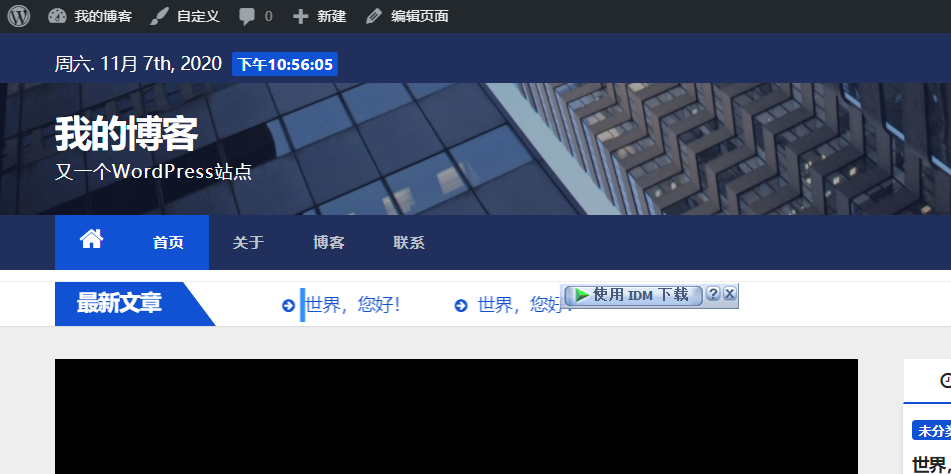 我的博客 自定义 0 新建 编辑页面
周六. 11月 7th, 2020 下午10:56:05
我的博客
又一个WordPress站点
首页 关于 博客 联系
最新文章 世界，您好！ 世界，您好！ 使用 IDM 下载 ?
未分类
世界，